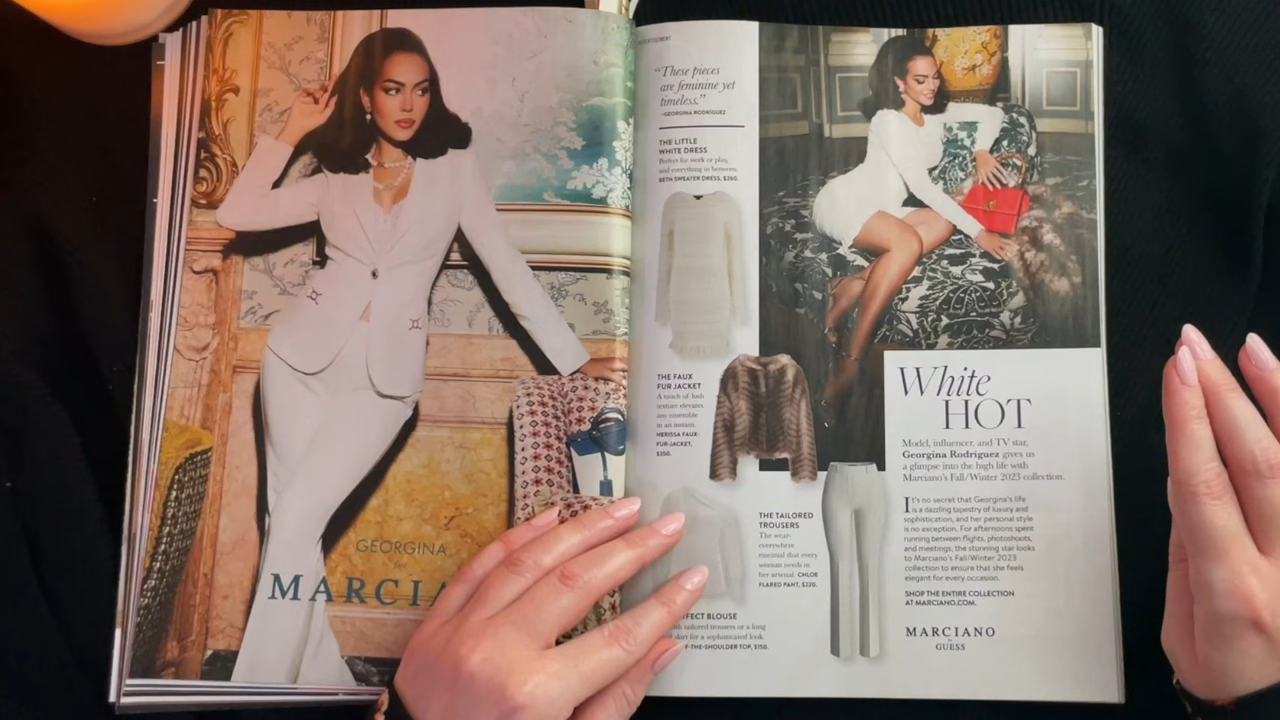 GEORGINA
MARCIA
ADVERTISEMENT
“These pieces
are feminine yet
timeless.”
–GEORGINA RODRÍGUEZ
THE LITTLE
WHITE DRESS
Perfect for work or play,
and everything in between.
BETH SWEATER DRESS, $260.
THE FAUX
FUR JACKET
A touch of lush
texture elevates
any ensemble
in an instant.
NERISSA FAUX-
FUR-JACKET,
$350.
THE TAILORED
TROUSERS
The wear-
everywhere
essential that every
woman needs in
her arsenal. CHLOE
FLARED PANT, $220.
FECT BLOUSE
tailored trousers or a long
skirt for a sophisticated look.
F-THE-SHOULDER TOP, $150.
White
HOT
Model, influencer, and TV star,
Georgina Rodríguez gives us
a glimpse into the high life with
Marciano's Fall/Winter 2023 collection.
It's no secret that Georgina's life
is a dazzling tapestry of luxury and
sophistication, and her personal style
is no exception. For afternoons spent
running between flights, photoshoots,
and meetings, the stunning star looks
to Marciano's Fall/Winter 2023
collection to ensure that she feels
elegant for every occasion.
SHOP THE ENTIRE COLLECTION
AT MARCIANO.COM.
MARCIANO
by
GUESS